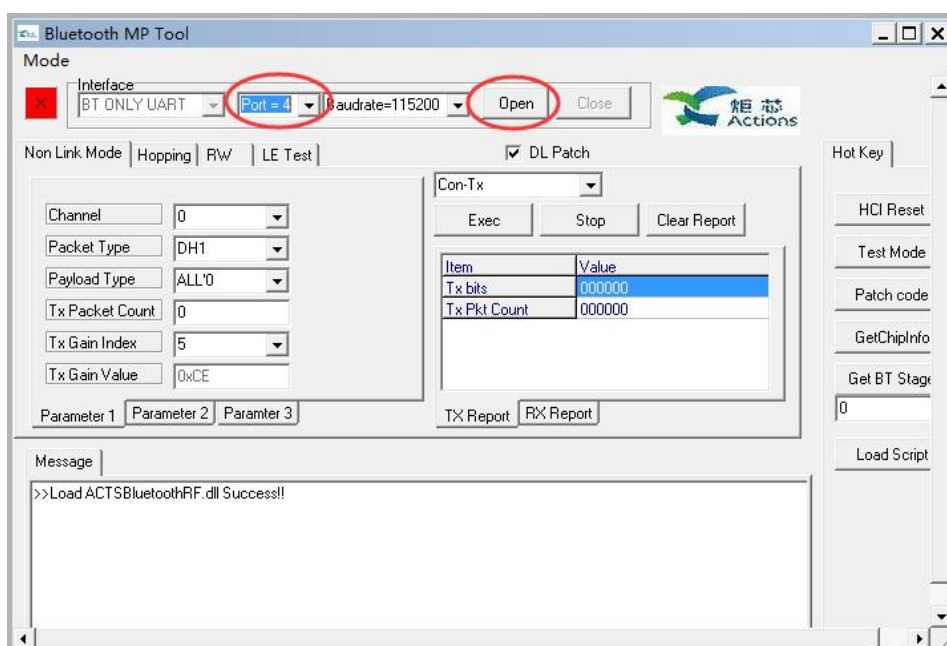 Bluetooth MP Tool
Mode
Interface
BT ONLY UART
Port = 4
Baudrate=115200
Open
Close
炬芯
Actions
Non Link Mode
Hopping
RW
LE Test
DL Patch
Hot Key
Con-Tx
Exec
Stop
Clear Report
Channel
0
Packet Type
DH1
Payload Type
ALL'0
Tx Packet Count
0
Tx Gain Index
5
Tx Gain Value
0xCE
Parameter 1
Parameter 2
Paramter 3
Item Value
Tx bits 000000
Tx Pkt Count 000000
TX Report
RX Report
HCI Reset
Test Mode
Patch code
GetChipInfo
Get BT Stage
0
Load Script
Message
>>Load ACTSBluetoothRF.dll Success!!